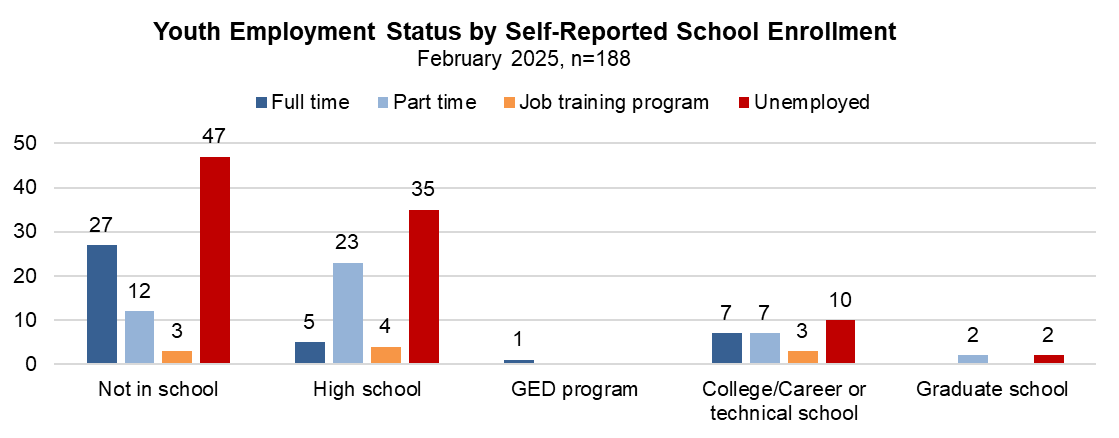 Youth Employment Status by Self-Reported School Enrollment
February 2025, n=188
Full time Part time Job training program Unemployed
50
40
30
20
10
0
27 12 3 47
5 23 4 35
1
7 7 3 10
2 2
Not in school High school GED program College/Career or technical school Graduate school